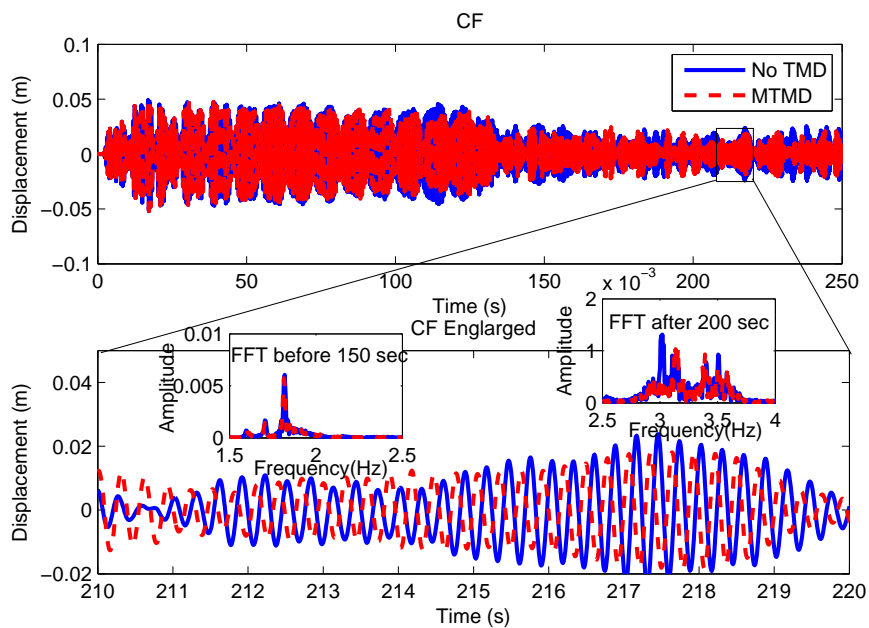 CF
Displacement (m)
0.1
0.05
0
−0.05
−0.1
0 50 100 150 200 250
Time (s)
No TMD
MTMD
CF Englarged
Displacement (m)
0.04
0.02
0
−0.02
210 211 212 213 214 215 216 217 218 219 220
Time (s)
FFT before 150 sec
Amplitude
0.01
0.005
0
1.5 2 2.5
Frequency(Hz)
x 10−3
FFT after 200 sec
Amplitude
2
1
0
2.5 3 3.5 4
Frequency(Hz)